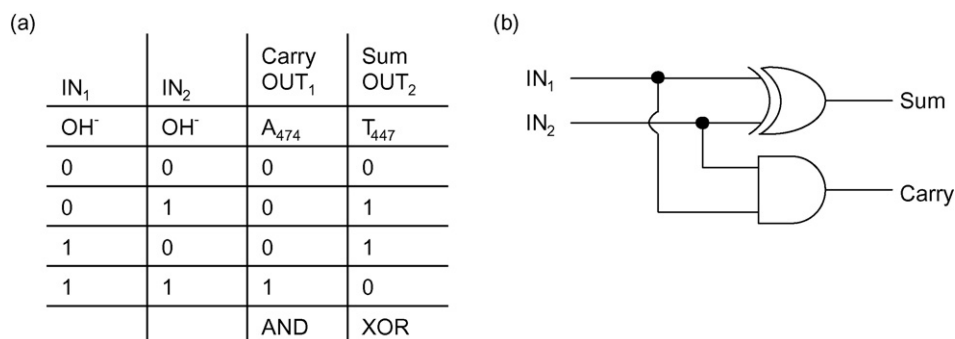 (a)
IN₁ IN₂ Carry OUT₁ Sum OUT₂
OH⁻ OH⁻ A₄₇₄ T₄₄₇
0 0 0 0
0 1 0 1
1 0 0 1
1 1 1 0
AND XOR
(b)
IN₁
IN₂
Sum
Carry